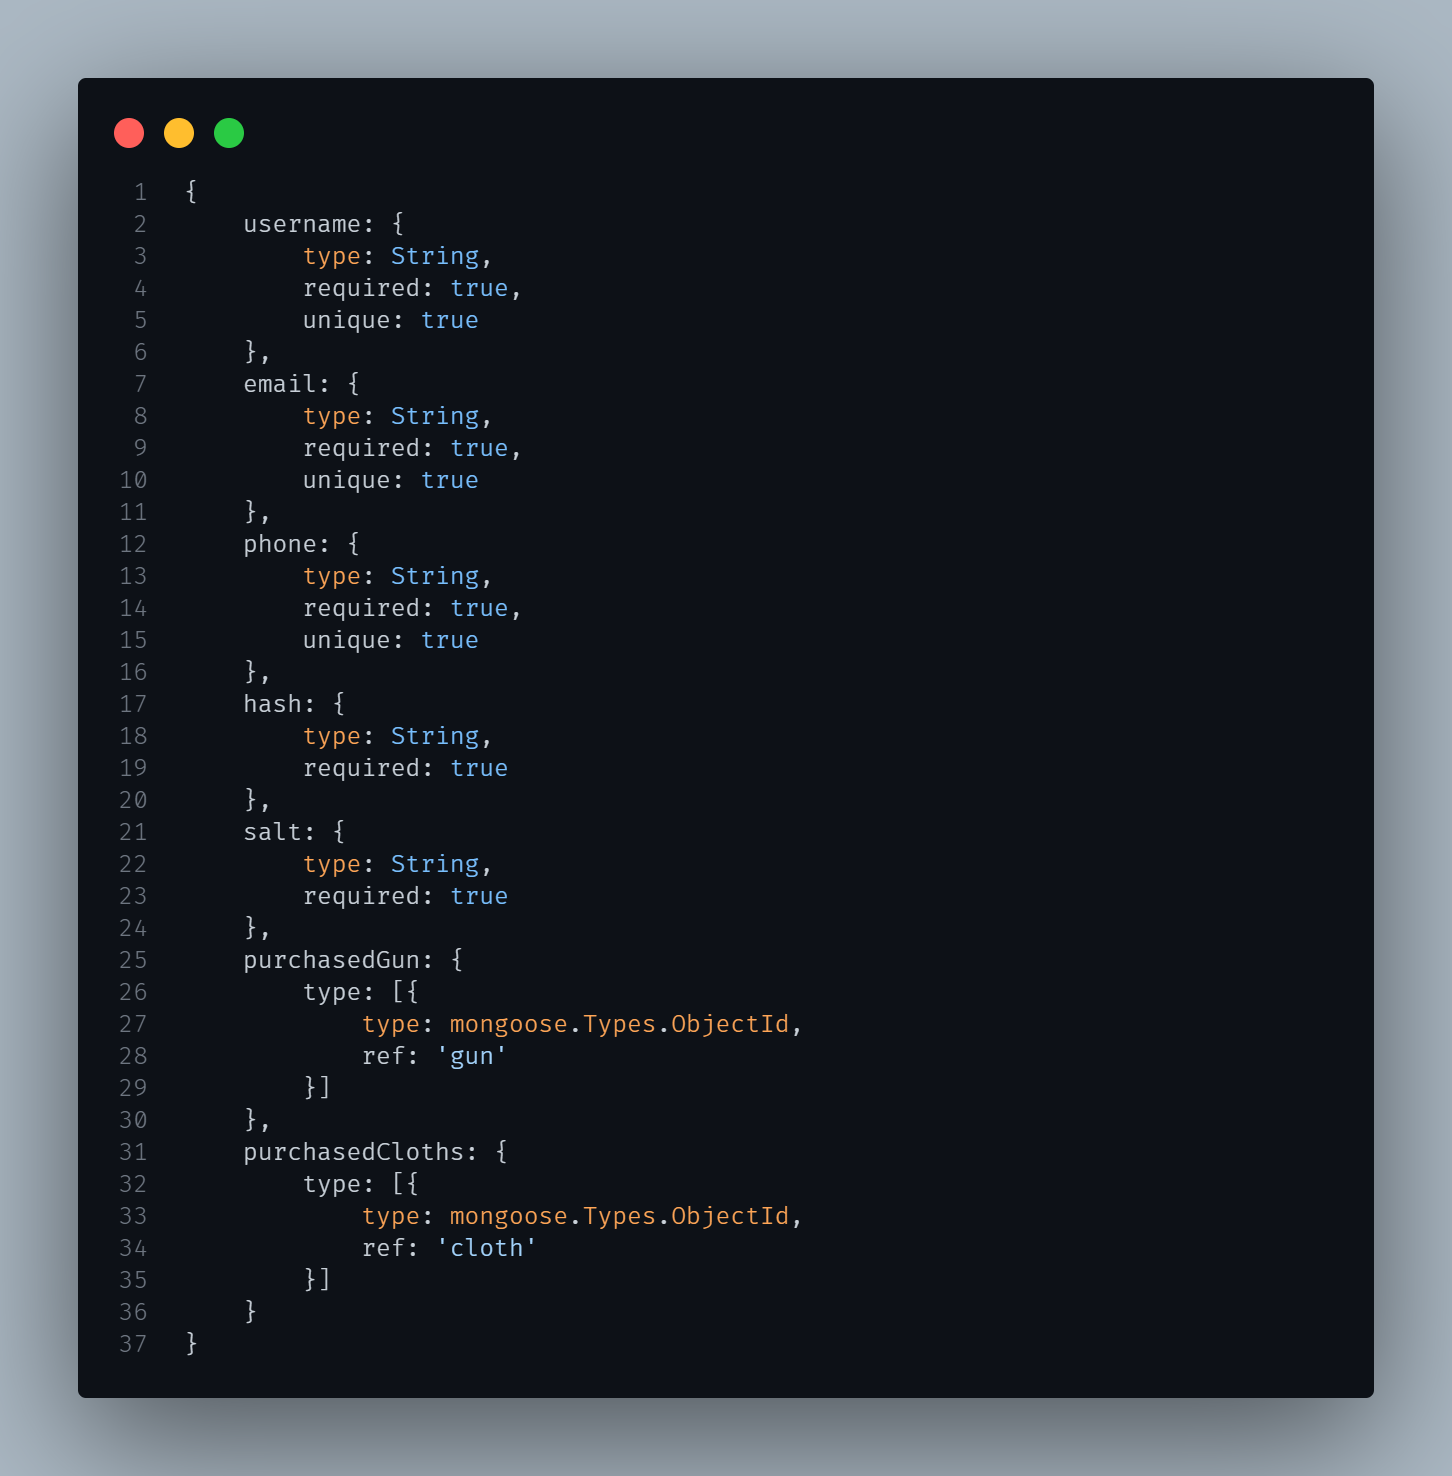 1 {
2     username: {
3         type: String,
4         required: true,
5         unique: true
6     },
7     email: {
8         type: String,
9         required: true,
10         unique: true
11     },
12     phone: {
13         type: String,
14         required: true,
15         unique: true
16     },
17     hash: {
18         type: String,
19         required: true
20     },
21     salt: {
22         type: String,
23         required: true
24     },
25     purchasedGun: {
26         type: [{
27             type: mongoose.Types.ObjectId,
28             ref: 'gun'
29         }]
30     },
31     purchasedCloths: {
32         type: [{
33             type: mongoose.Types.ObjectId,
34             ref: 'cloth'
35         }]
36     }
37 }